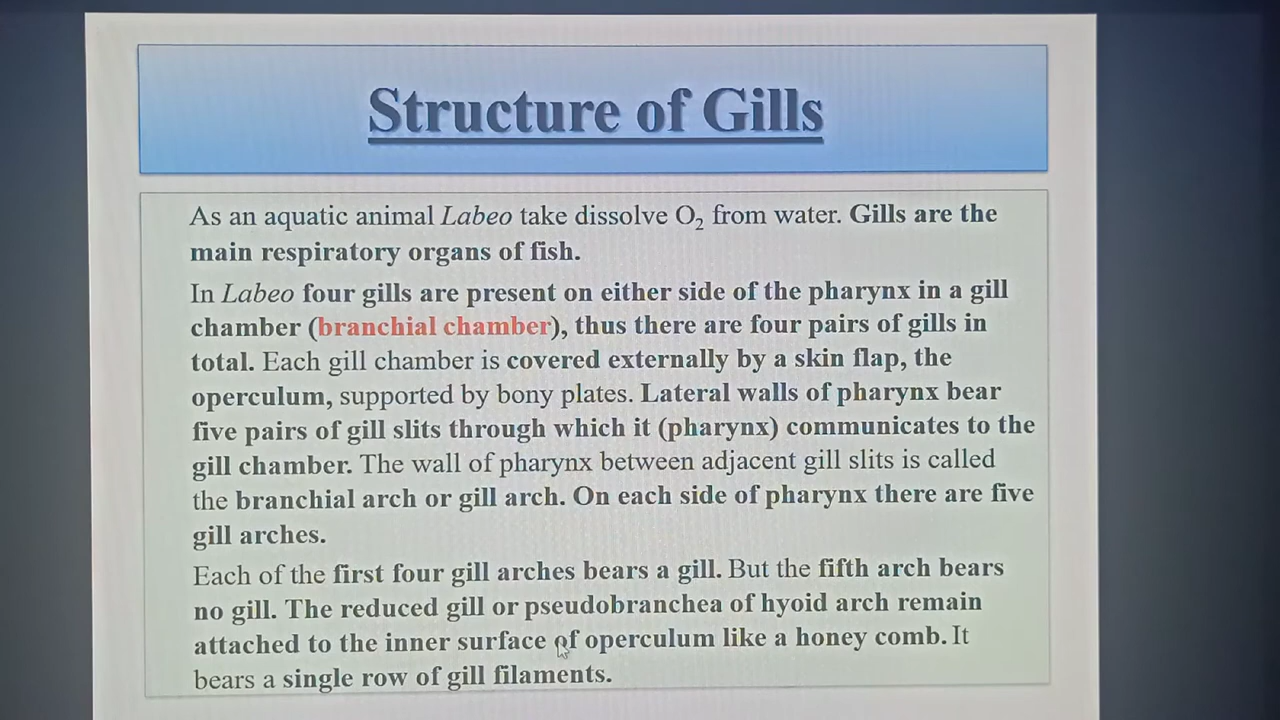 Structure of Gills
As an aquatic animal Labeo take dissolve O₂ from water. Gills are the
main respiratory organs of fish.
In Labeo four gills are present on either side of the pharynx in a gill
chamber (branchial chamber), thus there are four pairs of gills in
total. Each gill chamber is covered externally by a skin flap, the
operculum, supported by bony plates. Lateral walls of pharynx bear
five pairs of gill slits through which it (pharynx) communicates to the
gill chamber. The wall of pharynx between adjacent gill slits is called
the branchial arch or gill arch. On each side of pharynx there are five
gill arches.
Each of the first four gill arches bears a gill. But the fifth arch bears
no gill. The reduced gill or pseudobranchea of hyoid arch remain
attached to the inner surface of operculum like a honey comb. It
bears a single row of gill filaments.